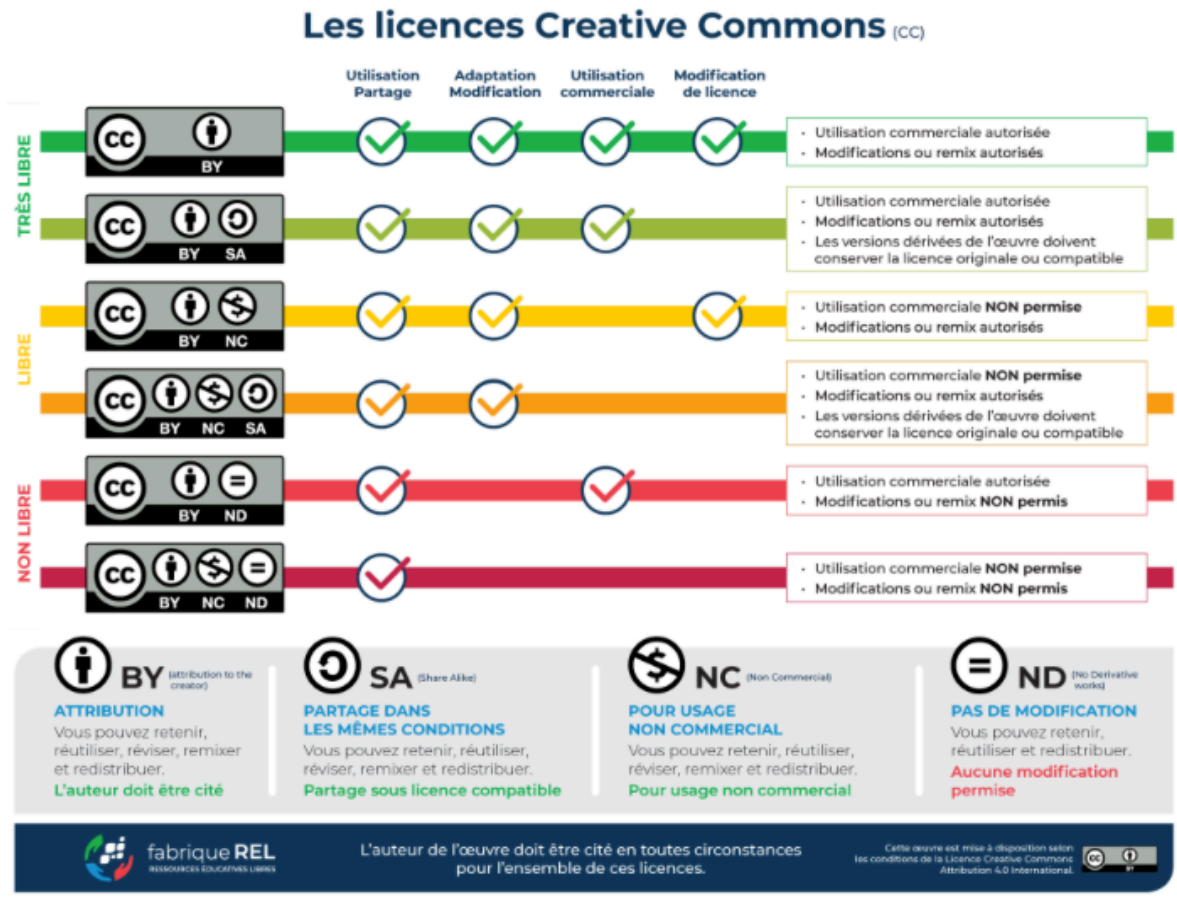 Les licences Creative Commons (CC)
Utilisation Partage
Adaptation Modification
Utilisation commerciale
Modification de licence
TRÈS LIBRE
cc BY
· Utilisation commerciale autorisée
· Modifications ou remix autorisés
cc BY SA
· Utilisation commerciale autorisée
· Modifications ou remix autorisés
· Les versions dérivées de l'œuvre doivent
conserver la licence originale ou compatible
LIBRE
cc BY NC
· Utilisation commerciale NON permise
· Modifications ou remix autorisés
cc BY NC SA
· Utilisation commerciale NON permise
· Modifications ou remix autorisés
· Les versions dérivées de l'œuvre doivent
conserver la licence originale ou compatible
NON LIBRE
cc BY ND
· Utilisation commerciale autorisée
· Modifications ou remix NON permis
cc BY NC ND
· Utilisation commerciale NON permise
· Modifications ou remix NON permis
BY (attribution to the
creator)
ATTRIBUTION
Vous pouvez retenir,
réutiliser, réviser, remixer
et redistribuer.
L'auteur doit être cité
SA (Share Alike)
PARTAGE DANS
LES MÊMES CONDITIONS
Vous pouvez retenir, réutiliser,
réviser, remixer et redistribuer.
Partage sous licence compatible
NC (Non Commercial)
POUR USAGE
NON COMMERCIAL
Vous pouvez retenir, réutiliser,
réviser, remixer et redistribuer.
Pour usage non commercial
ND (No Derivative
works)
PAS DE MODIFICATION
Vous pouvez retenir,
réutiliser et redistribuer.
Aucune modification
permise
fabrique REL
RESSOURCES ÉDUCATIVES LIBRES
L'auteur de l'œuvre doit être cité en toutes circonstances
pour l'ensemble de ces licences.
Cette œuvre est mise à disposition selon
les conditions de la Licence Creative Commons
Attribution 4.0 International.
cc BY